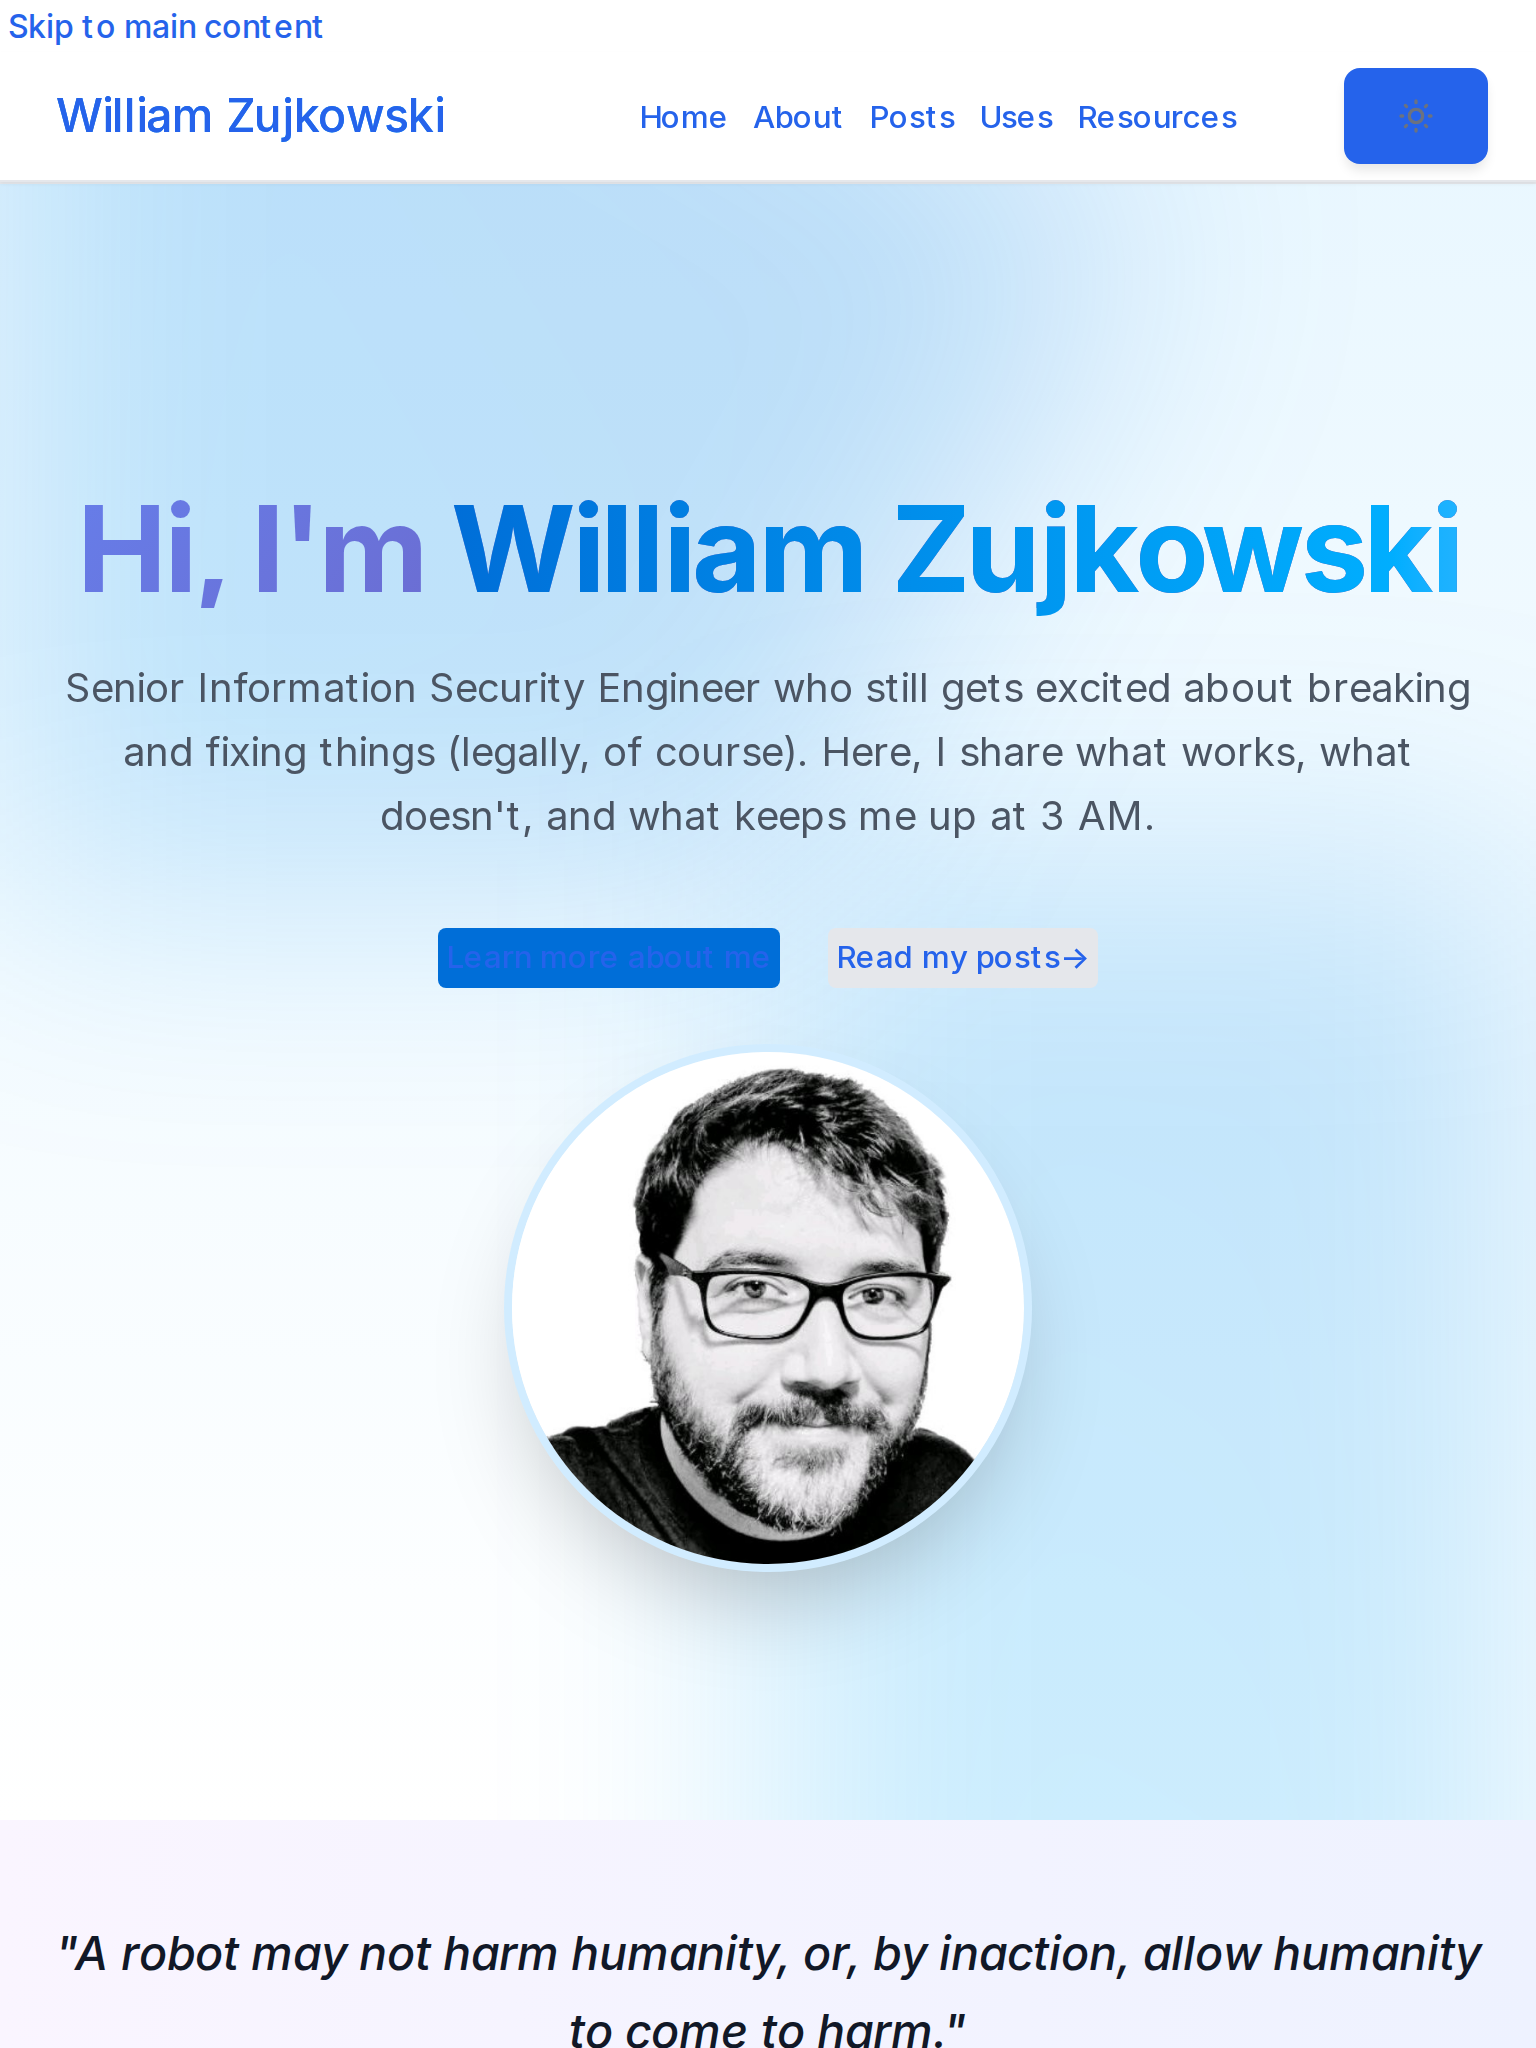 Skip to main content
William Zujkowski
Home About Posts Uses Resources
Hi, I'm William Zujkowski
Senior Information Security Engineer who still gets excited about breaking
and fixing things (legally, of course). Here, I share what works, what
doesn't, and what keeps me up at 3 AM.
Learn more about me
Read my posts→
"A robot may not harm humanity, or, by inaction, allow humanity
to come to harm."